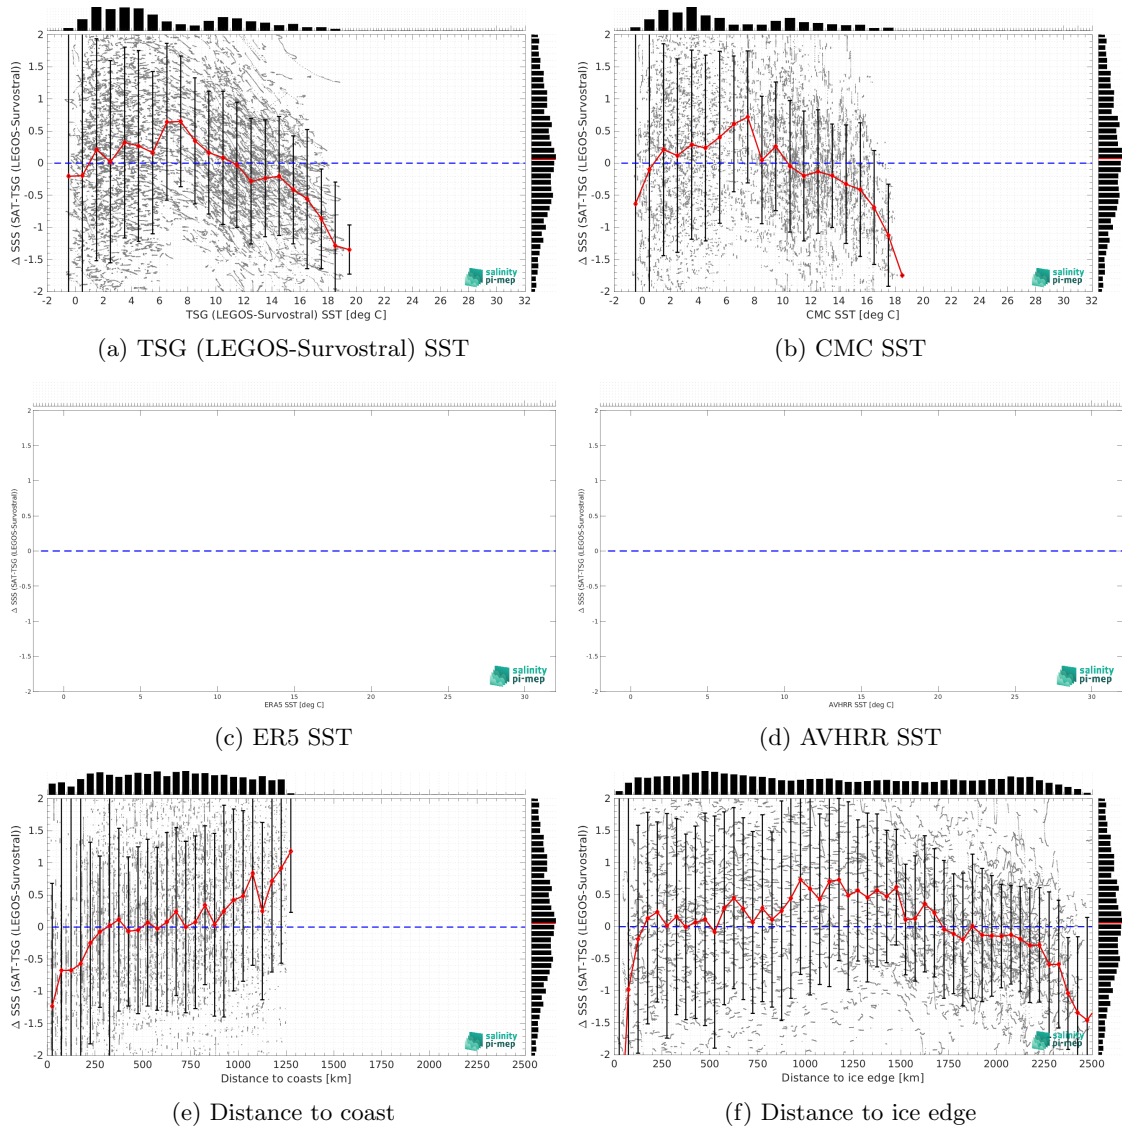 2
1.5
1
0.5
0
-0.5
-1
-1.5
-2
Δ SSS (SAT-TSG (LEGOS-Survostral))
-2 0 2 4 6 8 10 12 14 16 18 20 22 24 26 28 30 32
TSG (LEGOS-Survostral) SST [deg C]
salinity
pi-mep
(a) TSG (LEGOS-Survostral) SST
2
1.5
1
0.5
0
-0.5
-1
-1.5
-2
Δ SSS (SAT-TSG (LEGOS-Survostral))
-2 0 2 4 6 8 10 12 14 16 18 20 22 24 26 28 30 32
CMC SST [deg C]
salinity
pi-mep
(b) CMC SST
2
1.5
1
0.5
0
-0.5
-1
-1.5
-2
Δ SSS (SAT-TSG (LEGOS-Survostral))
0 5 10 15 20 25 30
ERA5 SST [deg C]
salinity
pi-mep
(c) ER5 SST
2
1.5
1
0.5
0
-0.5
-1
-1.5
-2
Δ SSS (SAT-TSG (LEGOS-Survostral))
0 5 10 15 20 25 30
AVHRR SST [deg C]
salinity
pi-mep
(d) AVHRR SST
2
1.5
1
0.5
0
-0.5
-1
-1.5
-2
Δ SSS (SAT-TSG (LEGOS-Survostral))
0 250 500 750 1000 1250 1500 1750 2000 2250 2500
Distance to coasts [km]
salinity
pi-mep
(e) Distance to coast
2
1.5
1
0.5
0
-0.5
-1
-1.5
-2
Δ SSS (SAT-TSG (LEGOS-Survostral))
0 250 500 750 1000 1250 1500 1750 2000 2250 2500
Distance to ice edge [km]
salinity
pi-mep
(f) Distance to ice edge